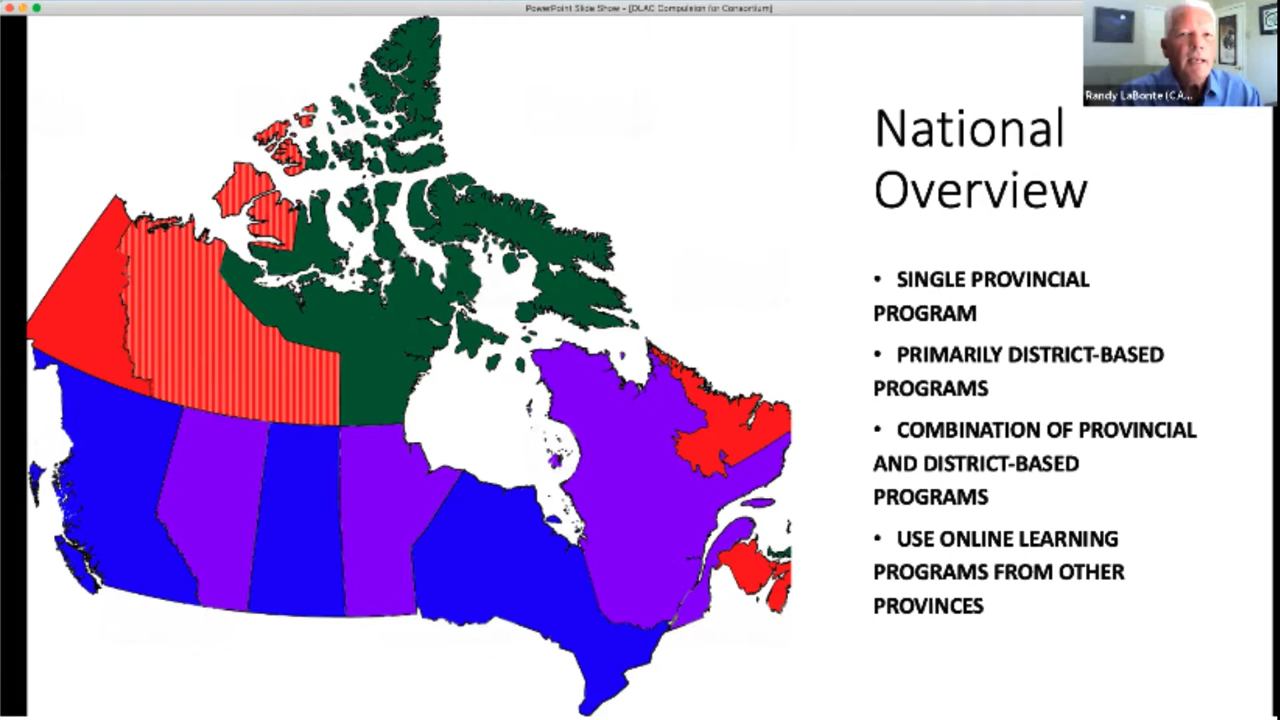 PowerPoint Slide Show - [DLAC Compulsion for Consortium]
Randy LaBonte (CA...
National
Overview
• SINGLE PROVINCIAL
PROGRAM
• PRIMARILY DISTRICT-BASED
PROGRAMS
• COMBINATION OF PROVINCIAL
AND DISTRICT-BASED
PROGRAMS
• USE ONLINE LEARNING
PROGRAMS FROM OTHER
PROVINCES